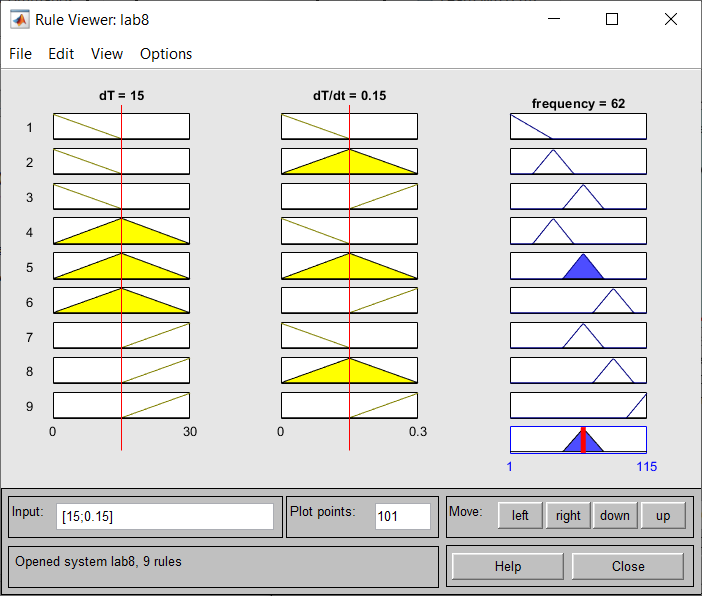 Rule Viewer: lab8
File Edit View Options
dT = 15 dT/dt = 0.15 frequency = 62
1
2
3
4
5
6
7
8
9
0 30 0 0.3
1 115
Input: [15;0.15] Plot points: 101 Move: left right down up
Opened system lab8, 9 rules Help Close